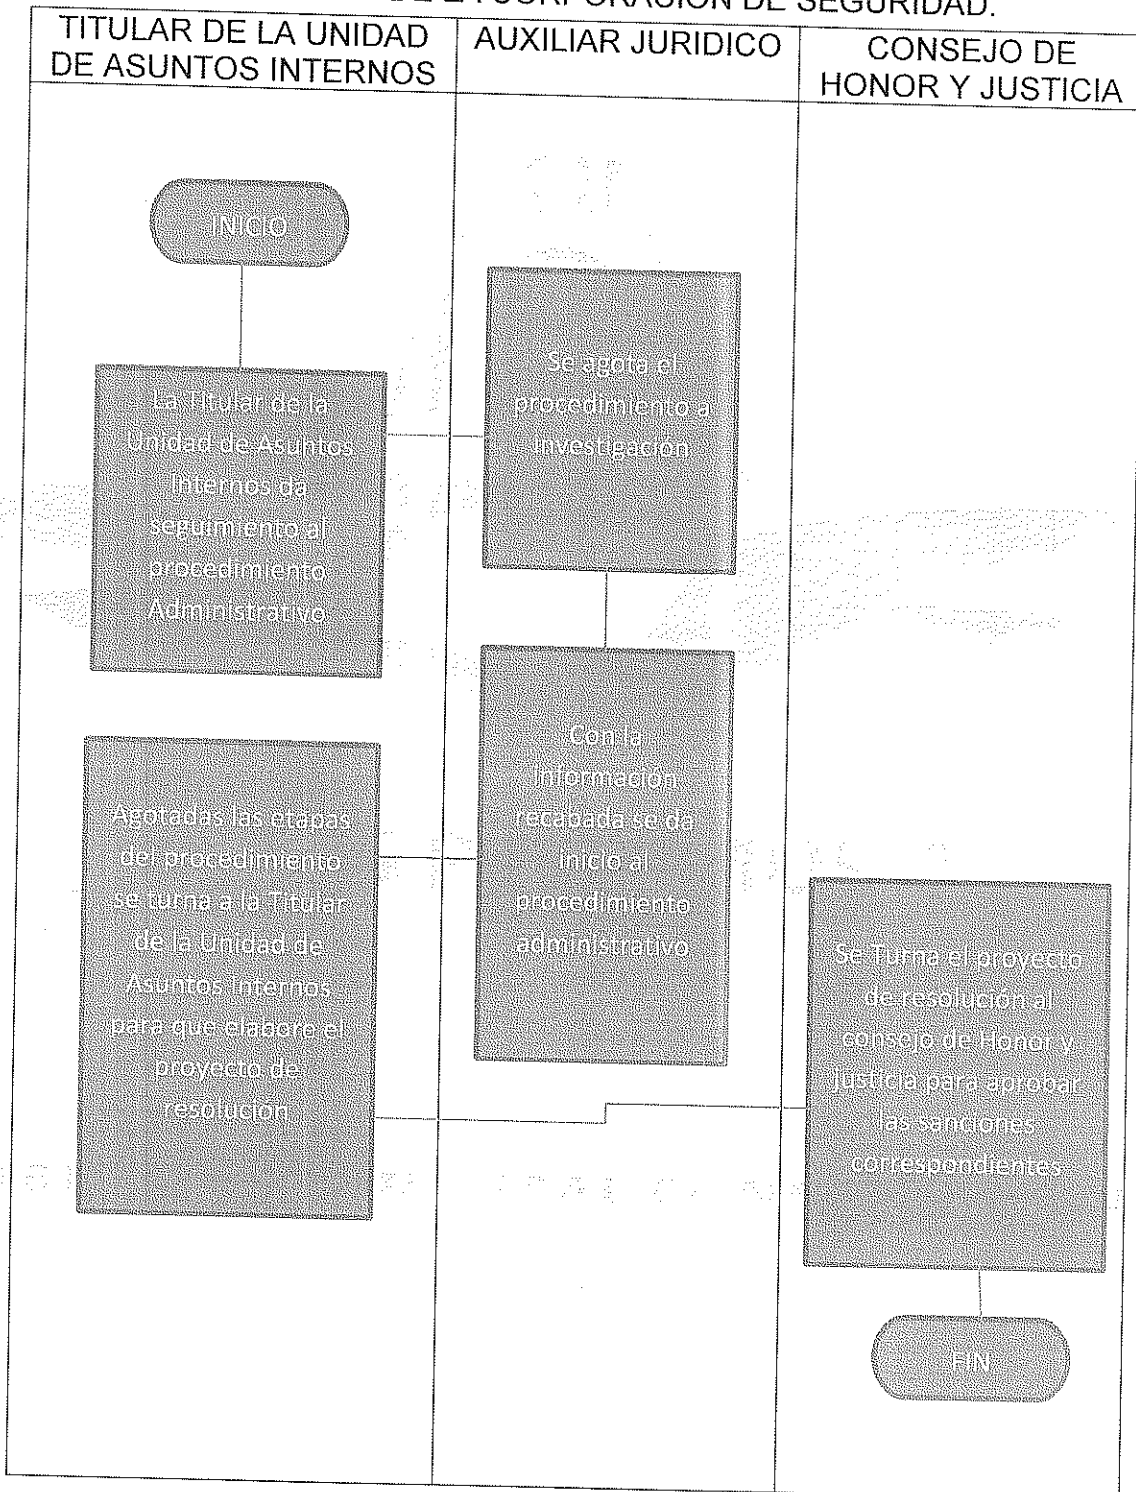 DE LA CORPORASIÓN DE SEGURIDAD.
TITULAR DE LA UNIDAD
DE ASUNTOS INTERNOS
AUXILIAR JURIDICO
CONSEJO DE
HONOR Y JUSTICIA
INICIO
La Titular de la
Unidad de Asuntos
Internos da
seguimiento al
procedimiento
Administrativo
Se agota el
procedimiento a
investigación
Con la
información
recabada se da
inicio al
procedimiento
administrativo
Agotadas las etapas
del procedimiento
se turna a la Titular
de la Unidad de
Asuntos Internos
para que elabore el
proyecto de
resolución
Se Turna el proyecto
de resolución al
consejo de Honor y
justicia para aprobar
las sanciones
correspondientes
FIN